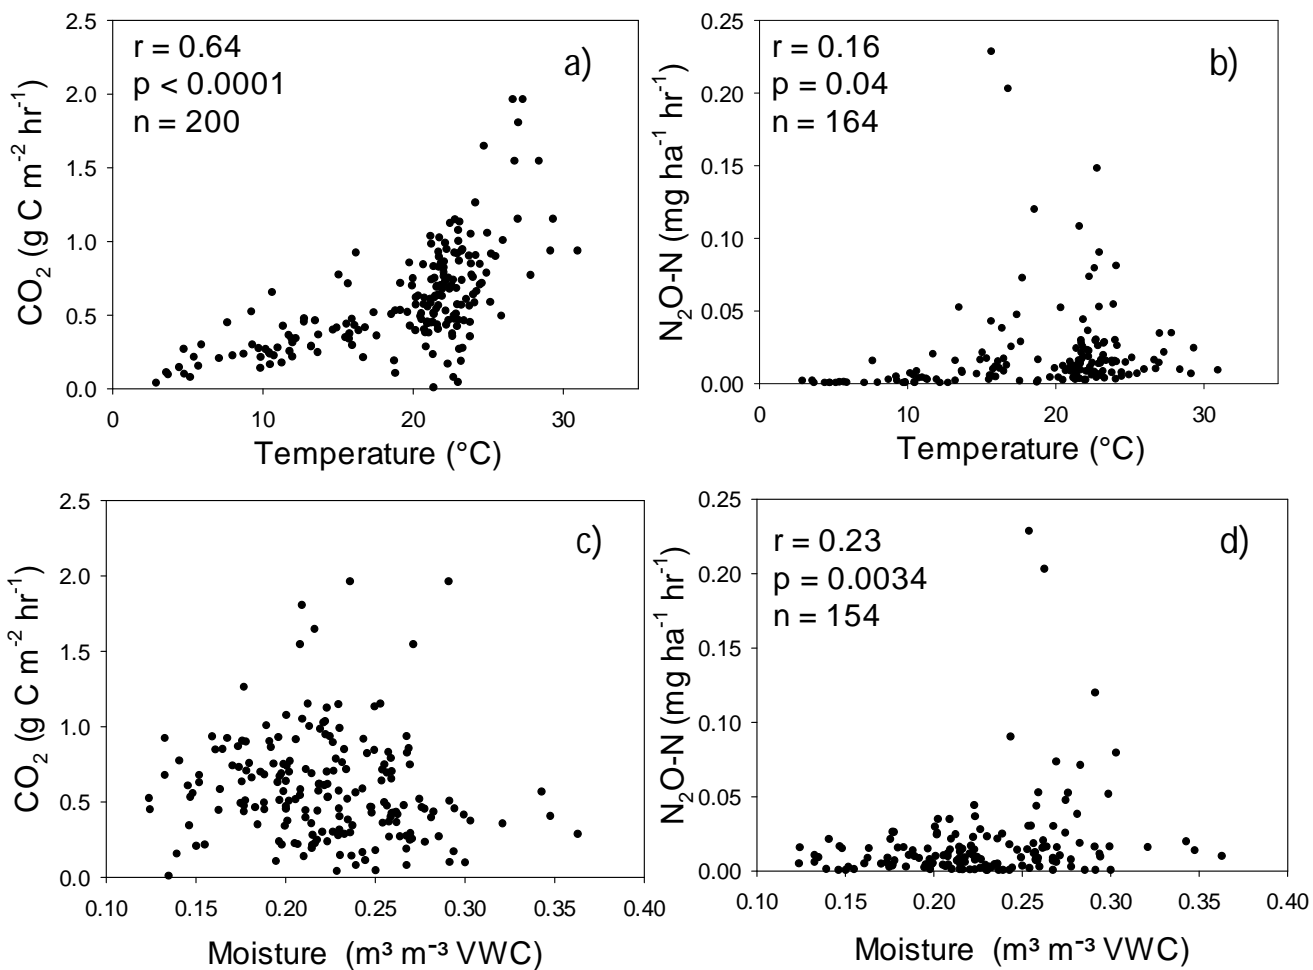 r = 0.64
p < 0.0001
n = 200
a)
CO₂ (g C m⁻² hr⁻¹)
2.5
2.0
1.5
1.0
0.5
0.0
0 10 20 30
Temperature (°C)
r = 0.16
p = 0.04
n = 164
b)
N₂O-N (mg ha⁻¹ hr⁻¹)
0.25
0.20
0.15
0.10
0.05
0.00
0 10 20 30
Temperature (°C)
c)
CO₂ (g C m⁻² hr⁻¹)
2.5
2.0
1.5
1.0
0.5
0.0
0.10 0.15 0.20 0.25 0.30 0.35 0.40
Moisture (m³ m⁻³ VWC)
r = 0.23
p = 0.0034
n = 154
d)
N₂O-N (mg ha⁻¹ hr⁻¹)
0.25
0.20
0.15
0.10
0.05
0.00
0.10 0.15 0.20 0.25 0.30 0.35 0.40
Moisture (m³ m⁻³ VWC)